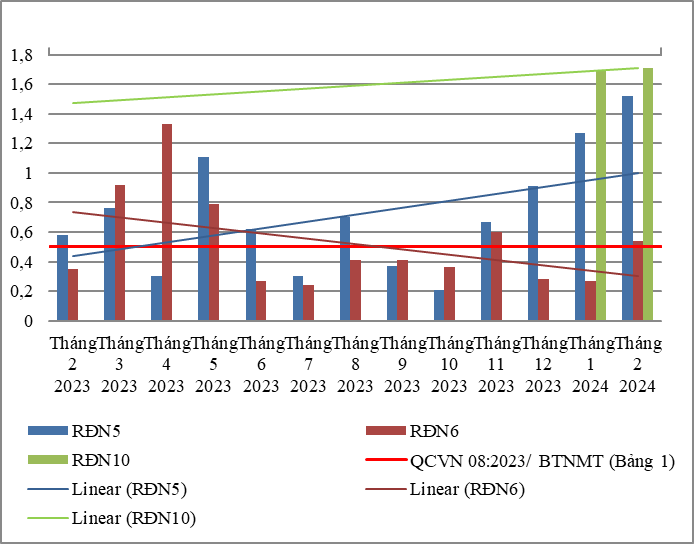 1,8
1,6
1,4
1,2
1
0,8
0,6
0,4
0,2
0
Tháng 2 2023
Tháng 3 2023
Tháng 4 2023
Tháng 5 2023
Tháng 6 2023
Tháng 7 2023
Tháng 8 2023
Tháng 9 2023
Tháng 10 2023
Tháng 11 2023
Tháng 12 2023
Tháng 1 2024
Tháng 2 2024
RĐN5
RĐN6
RĐN10
QCVN 08:2023/ BTNMT (Bảng 1)
Linear (RĐN5)
Linear (RĐN6)
Linear (RĐN10)